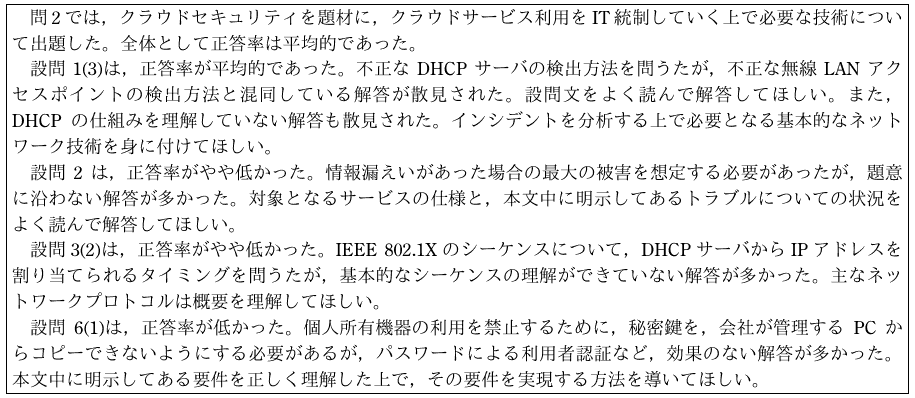 問 2 では，クラウドセキュリティを題材に，クラウドサービス利用を IT 統制していく上で必要な技術につい
て出題した。全体として正答率は平均的であった。
設問 1(3)は，正答率が平均的であった。不正な DHCP サーバの検出方法を問うたが，不正な無線 LAN アク
セスポイントの検出方法と混同している解答が散見された。設問文をよく読んで解答してほしい。また，
DHCP の仕組みを理解していない解答も散見された。インシデントを分析する上で必要となる基本的なネット
ワーク技術を身に付けてほしい。
設問 2 は，正答率がやや低かった。情報漏えいがあった場合の最大の被害を想定する必要があったが，題意
に沿わない解答が多かった。対象となるサービスの仕様と，本文中に明示してあるトラブルについての状況を
よく読んで解答してほしい。
設問 3(2)は，正答率がやや低かった。IEEE 802.1X のシーケンスについて，DHCP サーバから IP アドレスを
割り当てられるタイミングを問うたが，基本的なシーケンスの理解ができていない解答が多かった。主なネッ
トワークプロトコルは概要を理解してほしい。
設問 6(1)は，正答率が低かった。個人所有機器の利用を禁止するために，秘密鍵を，会社が管理する PC か
らコピーできないようにする必要があるが，パスワードによる利用者認証など，効果のない解答が多かった。
本文中に明示してある要件を正しく理解した上で，その要件を実現する方法を導いてほしい。